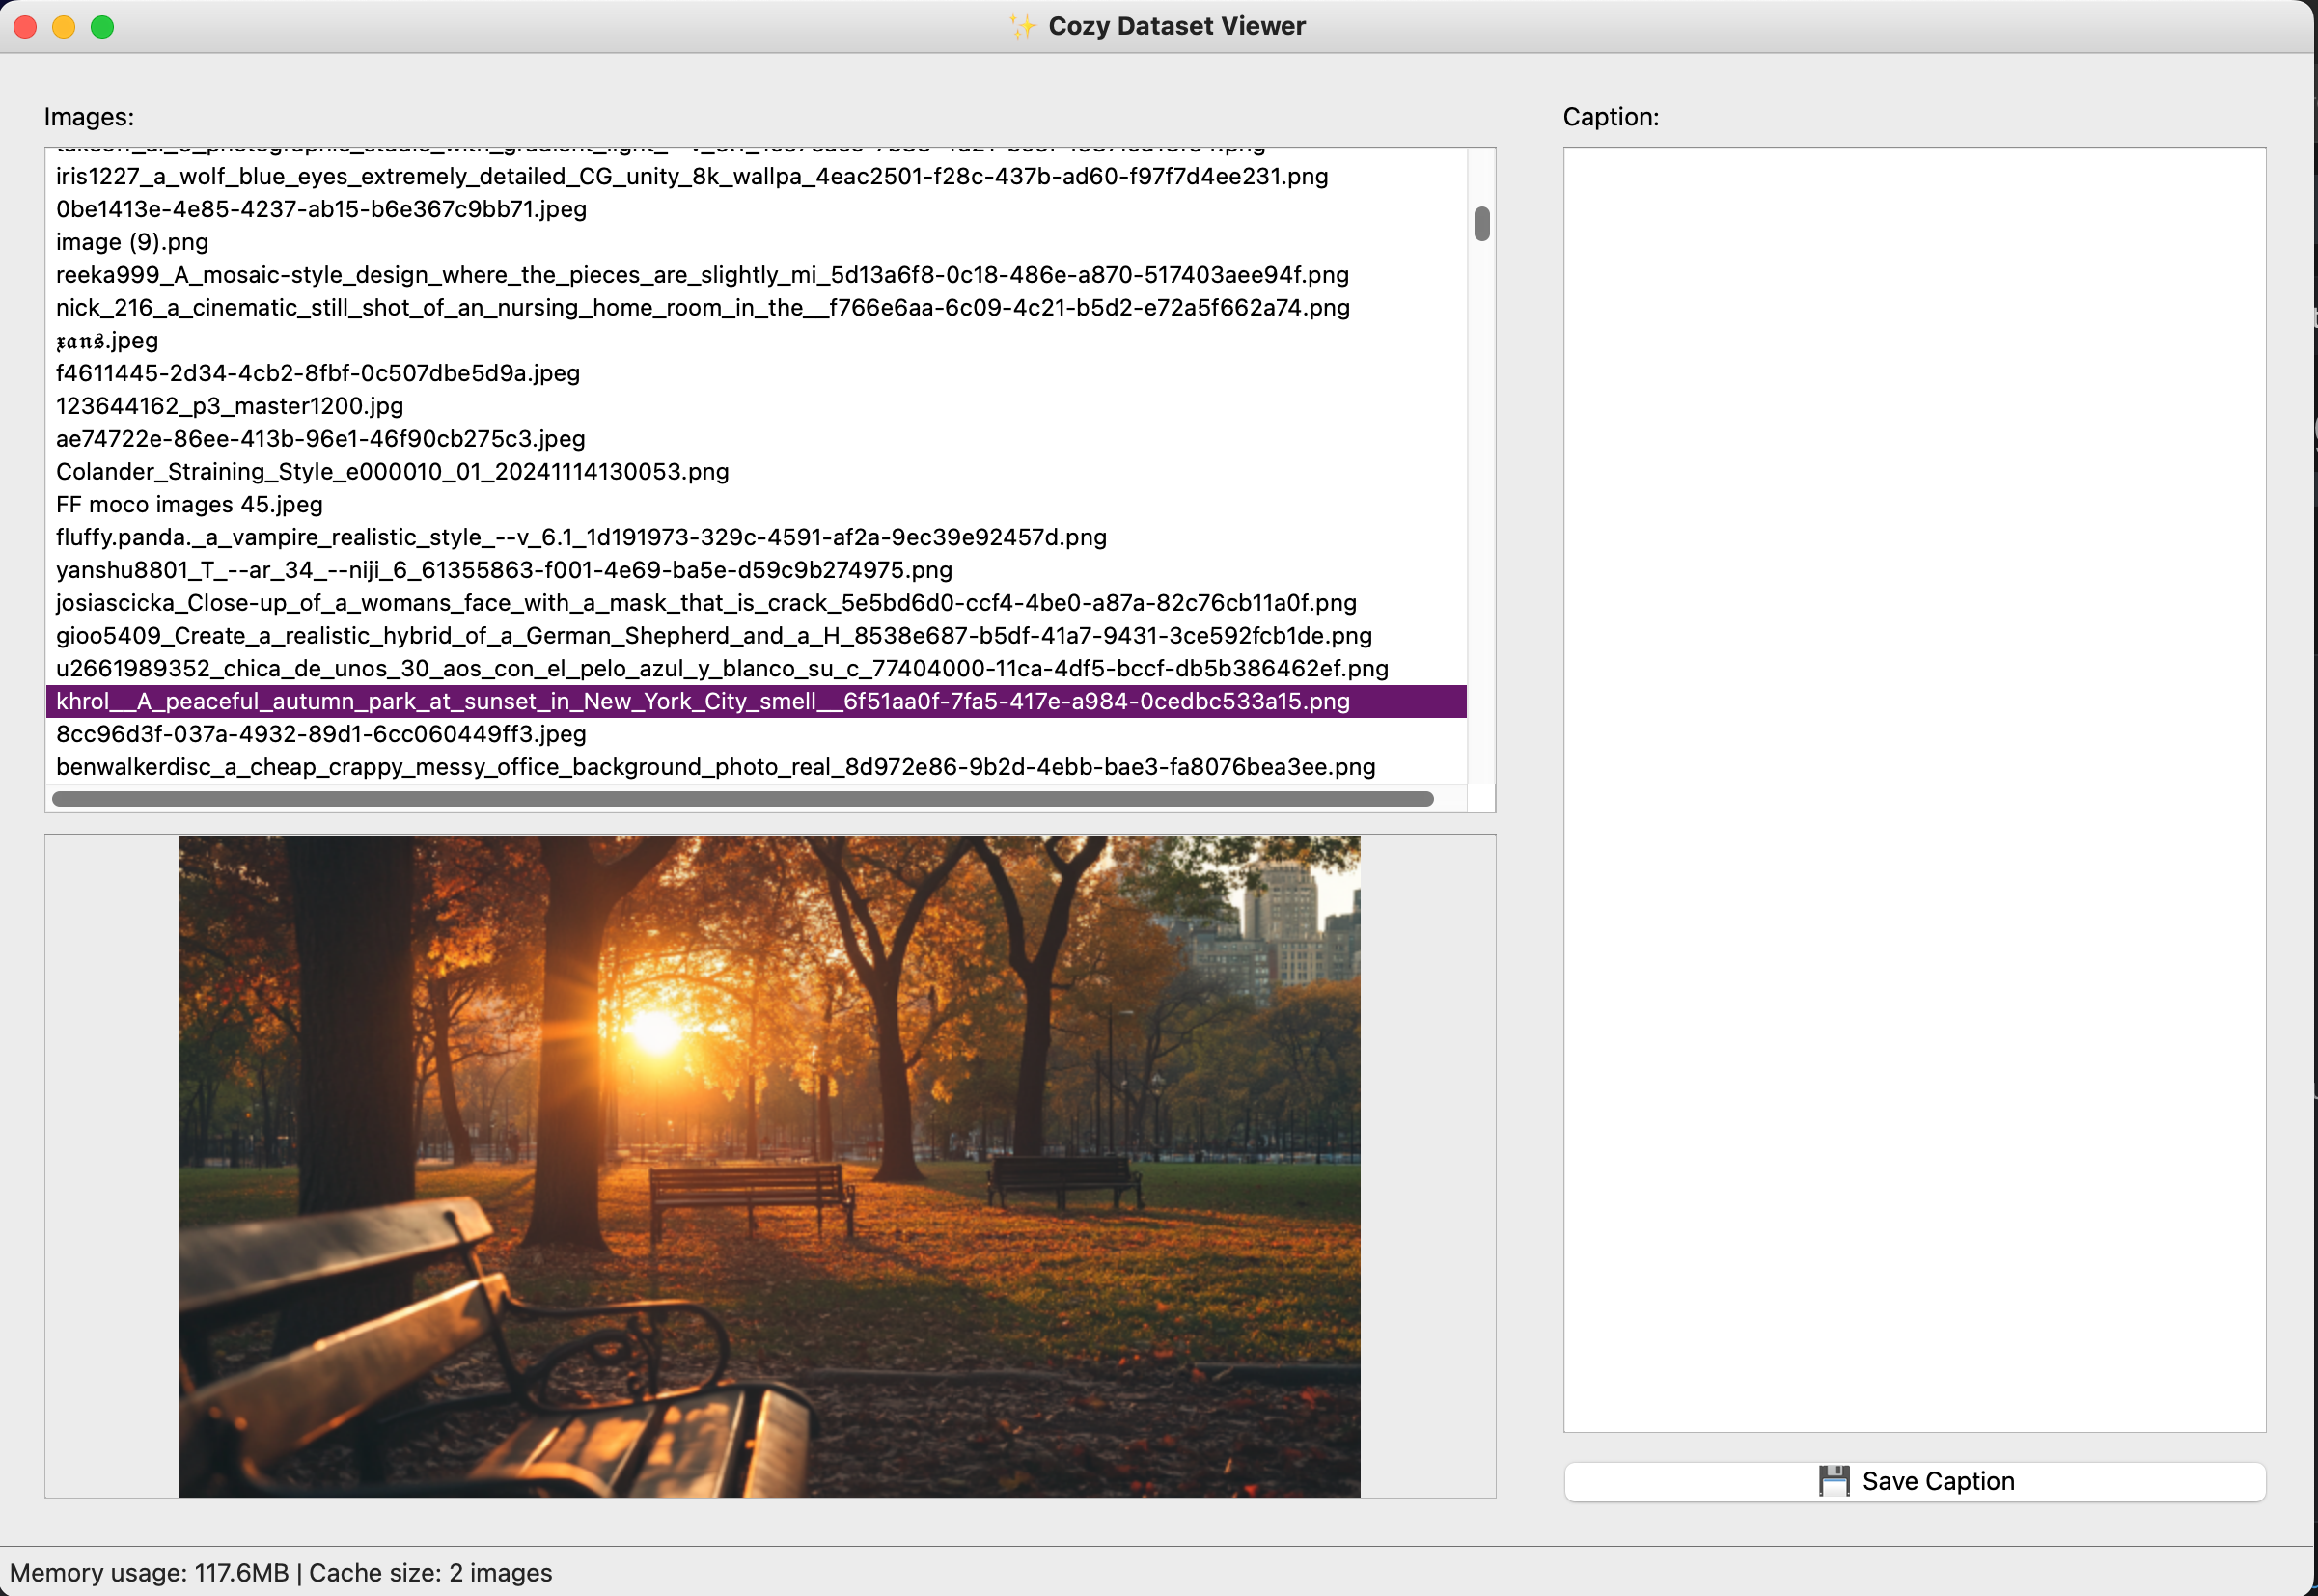 ✨ Cozy Dataset Viewer
Images:
iris1227_a_wolf_blue_eyes_extremely_detailed_CG_unity_8k_wallpa_4eac2501-f28c-437b-ad60-f97f7d4ee231.png
0be1413e-4e85-4237-ab15-b6e367c9bb71.jpeg
image (9).png
reeka999_A_mosaic-style_design_where_the_pieces_are_slightly_mi_5d13a6f8-0c18-486e-a870-517403aee94f.png
nick_216_a_cinematic_still_shot_of_an_nursing_home_room_in_the__f766e6aa-6c09-4c21-b5d2-e72a5f662a74.png
𝖝𝖆𝖓𝖘.jpeg
f4611445-2d34-4cb2-8fbf-0c507dbe5d9a.jpeg
123644162_p3_master1200.jpg
ae74722e-86ee-413b-96e1-46f90cb275c3.jpeg
Colander_Straining_Style_e000010_01_20241114130053.png
FF moco images 45.jpeg
fluffy.panda._a_vampire_realistic_style_--v_6.1_1d191973-329c-4591-af2a-9ec39e92457d.png
yanshu8801_T_--ar_34_--niji_6_61355863-f001-4e69-ba5e-d59c9b274975.png
josiascicka_Close-up_of_a_womans_face_with_a_mask_that_is_crack_5e5bd6d0-ccf4-4be0-a87a-82c76cb11a0f.png
gioo5409_Create_a_realistic_hybrid_of_a_German_Shepherd_and_a_H_8538e687-b5df-41a7-9431-3ce592fcb1de.png
u2661989352_chica_de_unos_30_aos_con_el_pelo_azul_y_blanco_su_c_77404000-11ca-4df5-bccf-db5b386462ef.png
khrol__A_peaceful_autumn_park_at_sunset_in_New_York_City_smell__6f51aa0f-7fa5-417e-a984-0cedbc533a15.png
8cc96d3f-037a-4932-89d1-6cc060449ff3.jpeg
benwalkerdisc_a_cheap_crappy_messy_office_background_photo_real_8d972e86-9b2d-4ebb-bae3-fa8076bea3ee.png
Caption:
💾 Save Caption
Memory usage: 117.6MB | Cache size: 2 images